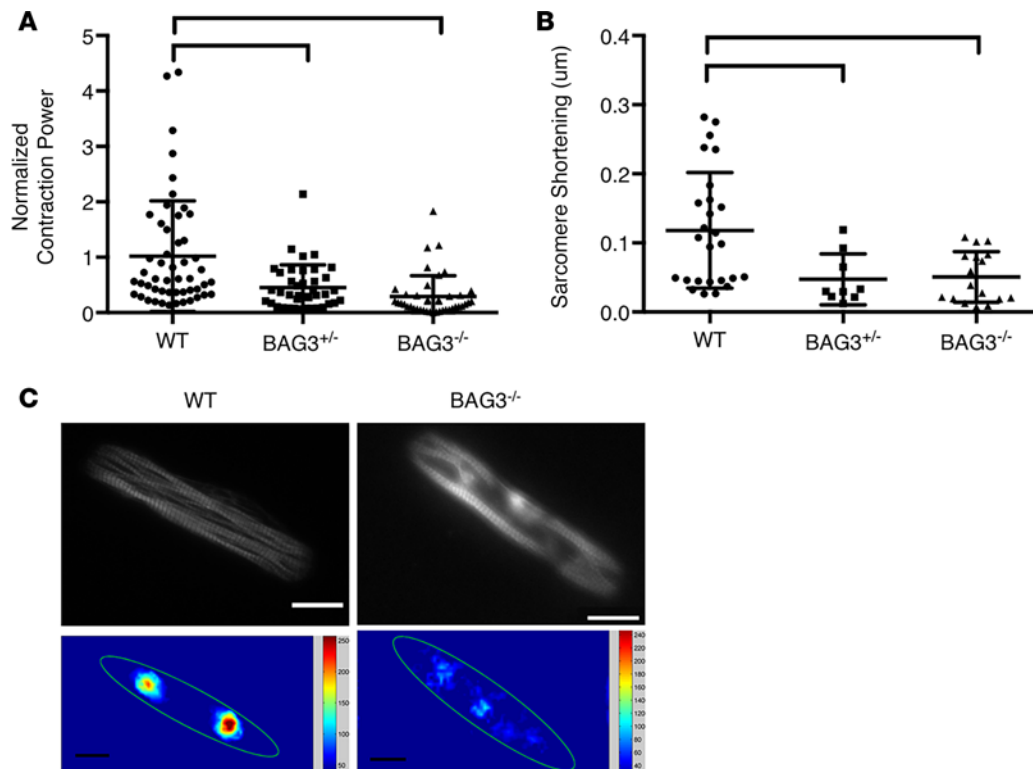 A
Normalized
Contraction Power
5
4
3
2
1
0
WT
BAG3+/-
BAG3-/-
B
Sarcomere Shortening (um)
0.4
0.3
0.2
0.1
0.0
WT
BAG3+/-
BAG3-/-
C
WT
BAG3-/-
250
200
150
100
50
240
220
200
180
160
140
120
100
80
60
40